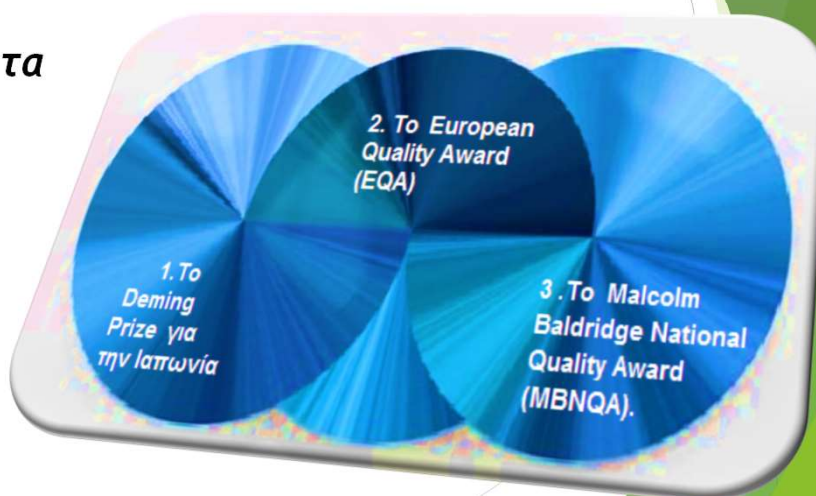 τα
1. Το
Deming
Prize για
την Ιαπωνία
2. Το European
Quality Award
(EQA)
3 .Το Malcolm
Baldridge National
Quality Award
(MBNQA).